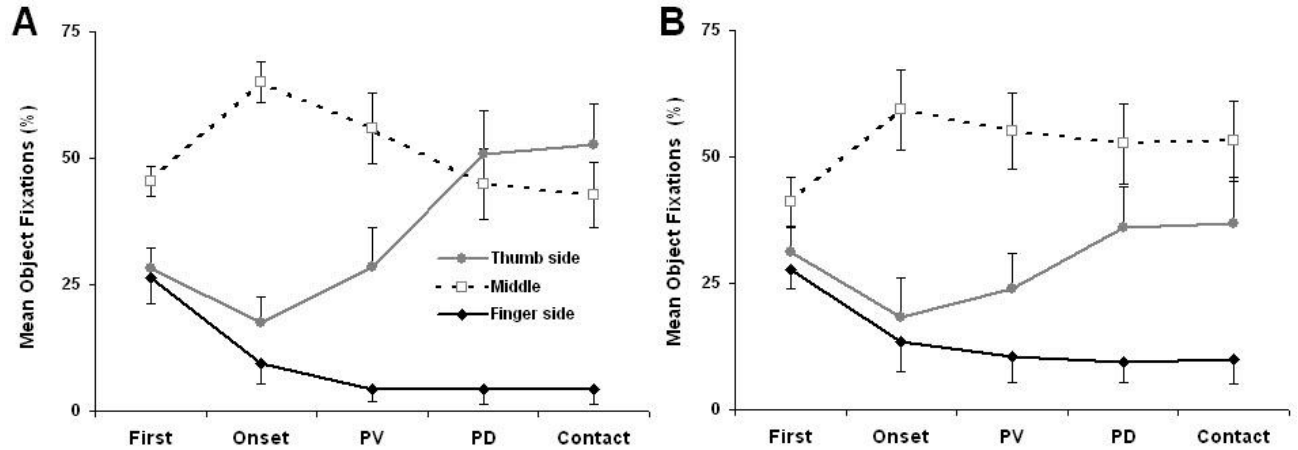 A
75
50
25
0
Mean Object Fixations (%)
First Onset PV PD Contact
Thumb side
Middle
Finger side
B
75
50
25
0
Mean Object Fixations (%)
First Onset PV PD Contact